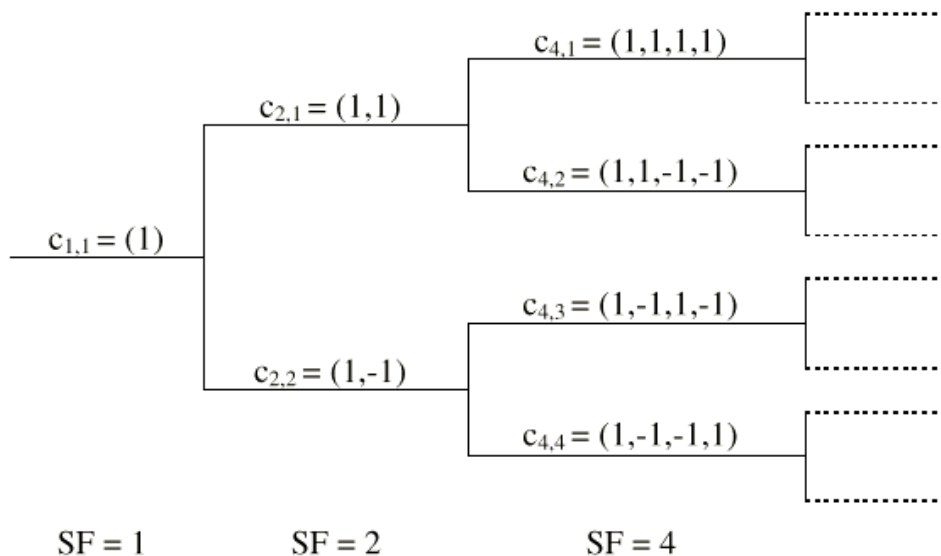 c4,1 = (1,1,1,1)
c2,1 = (1,1)
c4,2 = (1,1,-1,-1)
c1,1 = (1)
c4,3 = (1,-1,1,-1)
c2,2 = (1,-1)
c4,4 = (1,-1,-1,1)
SF = 1 SF = 2 SF = 4